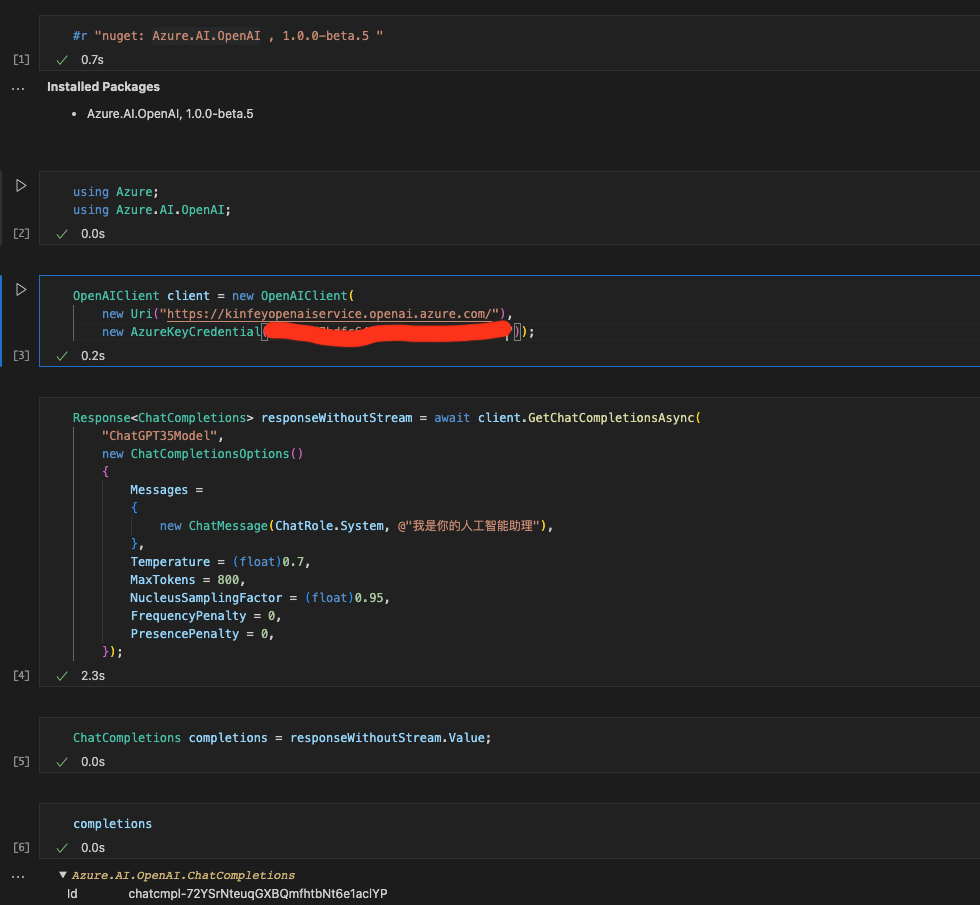 #r "nuget: Azure.AI.OpenAI , 1.0.0-beta.5 "
[1] 0.7s
... Installed Packages
• Azure.AI.OpenAI, 1.0.0-beta.5
using Azure;
using Azure.AI.OpenAI;
[2] 0.0s
OpenAIClient client = new OpenAIClient(
new Uri("https://kinfeyopenaiservice.openai.azure.com/"),
new AzureKeyCredential( ));
[3] 0.2s
Response<ChatCompletions> responseWithoutStream = await client.GetChatCompletionsAsync(
"ChatGPT35Model",
new ChatCompletionsOptions()
{
Messages =
{
new ChatMessage(ChatRole.System, @"我是你的人工智能助理"),
},
Temperature = (float)0.7,
MaxTokens = 800,
NucleusSamplingFactor = (float)0.95,
FrequencyPenalty = 0,
PresencePenalty = 0,
});
[4] 2.3s
ChatCompletions completions = responseWithoutStream.Value;
[5] 0.0s
completions
[6] 0.0s
... Azure.AI.OpenAI.ChatCompletions
Id chatcmpl-72YSrNteuqGXBQmfhtbNt6e1aclYP